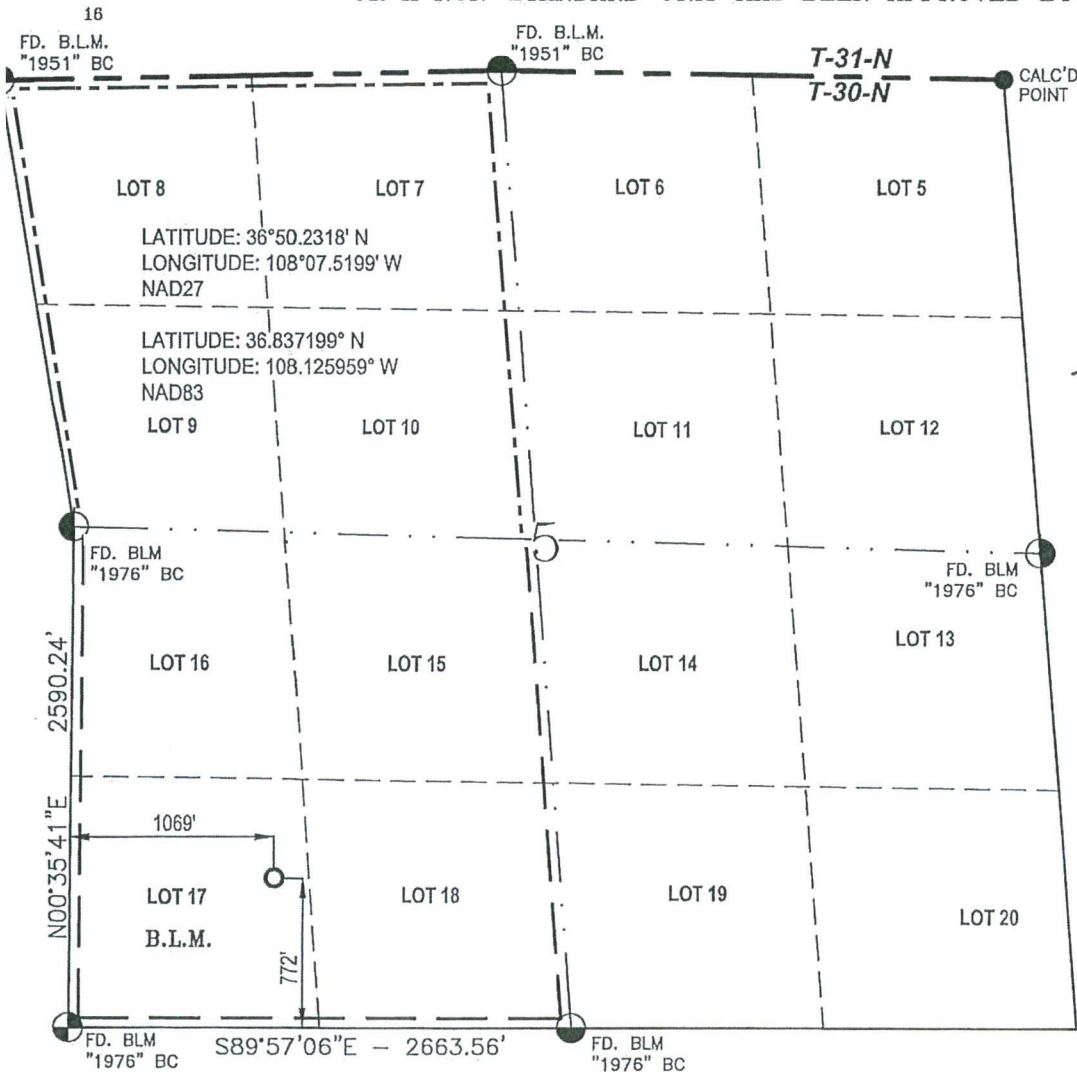 16
FD. B.L.M.
"1951" BC
FD. B.L.M.
"1951" BC
T-31-N
T-30-N
CALC'D
POINT
LOT 8
LOT 7
LOT 6
LOT 5
LATITUDE: 36°50.2318' N
LONGITUDE: 108°07.5199' W
NAD27
LATITUDE: 36.837199° N
LONGITUDE: 108.125959° W
NAD83
LOT 9
LOT 10
LOT 11
LOT 12
5
FD. BLM
"1976" BC
FD. BLM
"1976" BC
LOT 16
LOT 15
LOT 14
LOT 13
N00°35'41"E 2590.24'
1069'
LOT 17
B.L.M.
772'
LOT 18
LOT 19
LOT 20
FD. BLM
"1976" BC
S89°57'06"E - 2663.56'
FD. BLM
"1976" BC